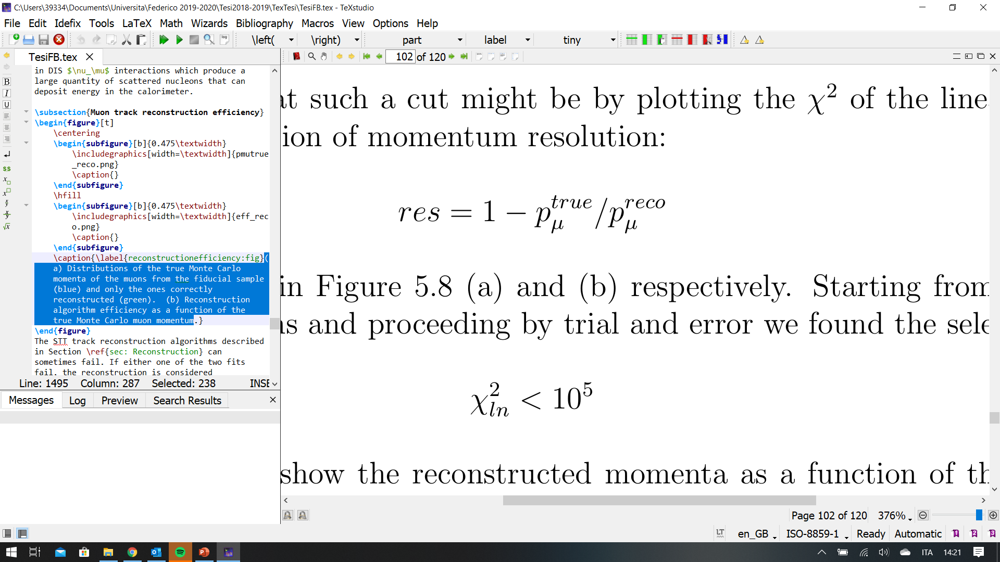 C:\Users\39334\Documents\Universita\Federico 2019-2020\Tesi2018-2019\TexTesi\TesiFB.tex - TeXstudio
File Edit Idefix Tools LaTeX Math Wizards Bibliography Macros View Options Help
\left( \right) part label tiny
TesiFB.tex
102 of 120
in DIS $\nu_\mu$ interactions which produce a
large quantity of scattered nucleons that can
deposit energy in the calorimeter.
\subsection{Muon track reconstruction efficiency}
\begin{figure}[t]
\centering
\begin{subfigure}[b]{0.475\textwidth}
\includegraphics[width=\textwidth]{pmutrue
_reco.png}
\caption{}
\end{subfigure}
\hfill
\begin{subfigure}[b]{0.475\textwidth}
\includegraphics[width=\textwidth]{eff_rec
o.png}
\caption{}
\end{subfigure}
\caption{\label{reconstructionefficiency:fig}(
a) Distributions of the true Monte Carlo
momenta of the muons from the fiducial sample
(blue) and only the ones correctly
reconstructed (green).  (b) Reconstruction
algorithm efficiency as a function of the
true Monte Carlo muon momentum.}
\end{figure}
The STT track reconstruction algorithms described
in Section \ref{sec: Reconstruction} can
sometimes fail. If either one of the two fits
fail, the reconstruction is considered
Line: 1495 Column: 287 Selected: 238 INSE
Messages Log Preview Search Results
at such a cut might be by plotting the χ² of the line
ion of momentum resolution:
res = 1 − p_μ^{true}/p_μ^{reco}
in Figure 5.8 (a) and (b) respectively. Starting from
ns and proceeding by trial and error we found the sele
χ²_{ln} < 10⁵
show the reconstructed momenta as a function of th
Page 102 of 120 376%
LT en_GB ISO-8859-1 Ready Automatic 1 2 3
ITA 14:21